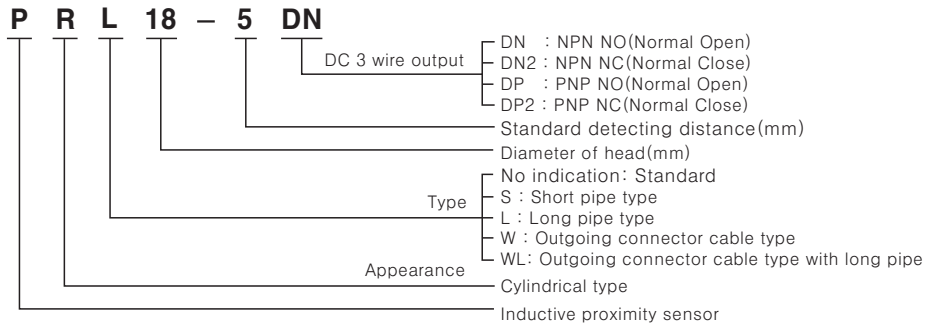 P R L 18 – 5 DN
DC 3 wire output
DN : NPN NO(Normal Open)
DN2 : NPN NC(Normal Close)
DP : PNP NO(Normal Open)
DP2 : PNP NC(Normal Close)
Standard detecting distance(mm)
Diameter of head(mm)
Type
No indication: Standard
S : Short pipe type
L : Long pipe type
W : Outgoing connector cable type
WL: Outgoing connector cable type with long pipe
Appearance
Cylindrical type
Inductive proximity sensor